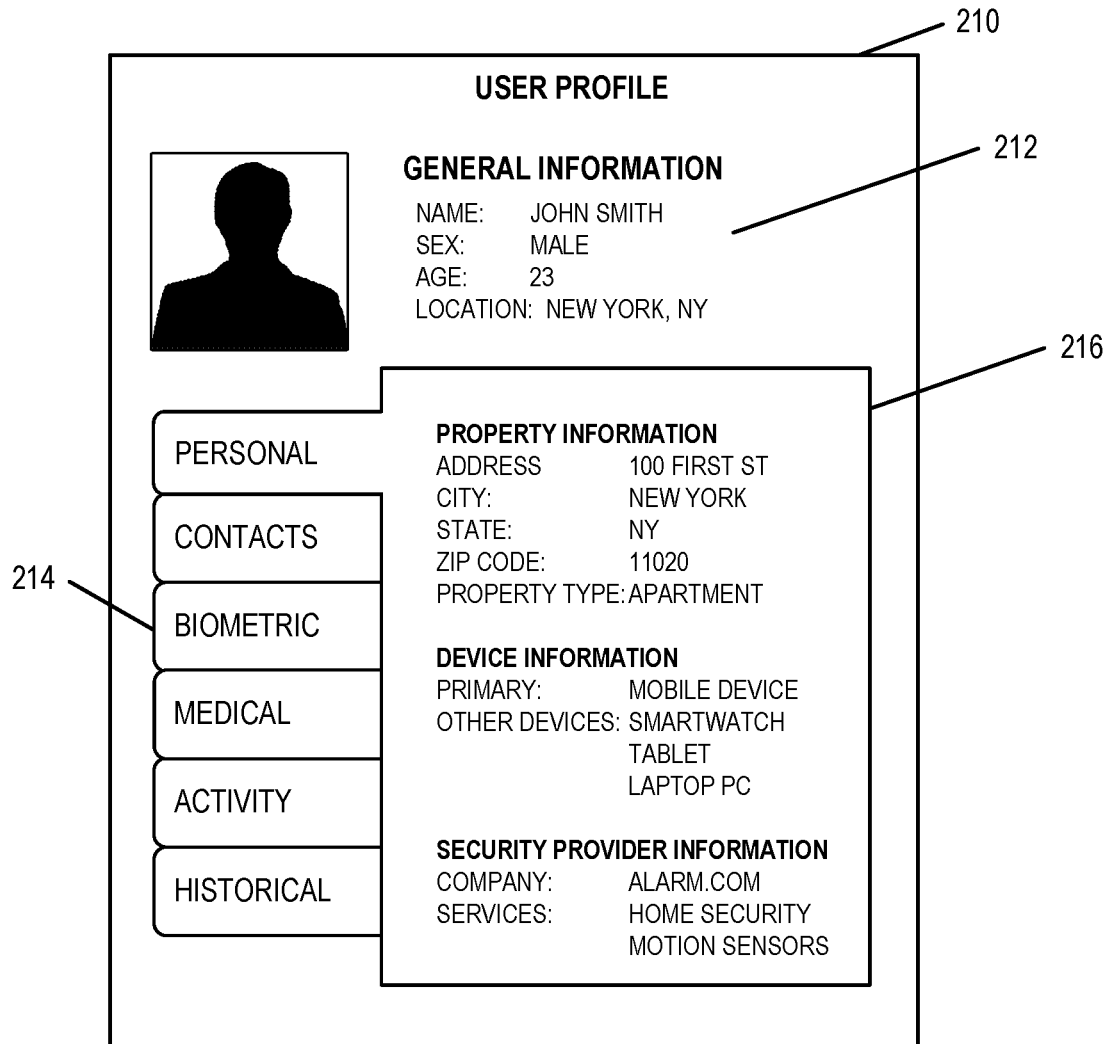 210
USER PROFILE
212
GENERAL INFORMATION
NAME: JOHN SMITH
SEX: MALE
AGE: 23
LOCATION: NEW YORK, NY
216
PERSONAL
CONTACTS
214
BIOMETRIC
MEDICAL
ACTIVITY
HISTORICAL
PROPERTY INFORMATION
ADDRESS 100 FIRST ST
CITY: NEW YORK
STATE: NY
ZIP CODE: 11020
PROPERTY TYPE: APARTMENT
DEVICE INFORMATION
PRIMARY: MOBILE DEVICE
OTHER DEVICES: SMARTWATCH
TABLET
LAPTOP PC
SECURITY PROVIDER INFORMATION
COMPANY: ALARM.COM
SERVICES: HOME SECURITY
MOTION SENSORS